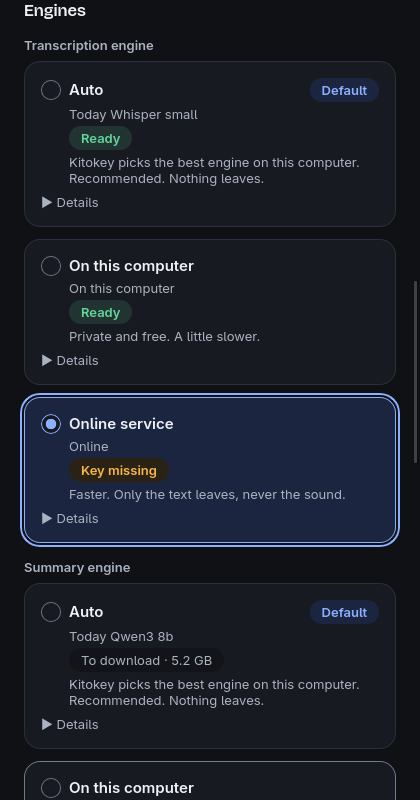 Engines
Transcription engine
Auto
Default
Today Whisper small
Ready
Kitokey picks the best engine on this computer.
Recommended. Nothing leaves.
▶ Details
On this computer
On this computer
Ready
Private and free. A little slower.
▶ Details
Online service
Online
Key missing
Faster. Only the text leaves, never the sound.
▶ Details
Summary engine
Auto
Default
Today Qwen3 8b
To download · 5.2 GB
Kitokey picks the best engine on this computer.
Recommended. Nothing leaves.
▶ Details
On this computer